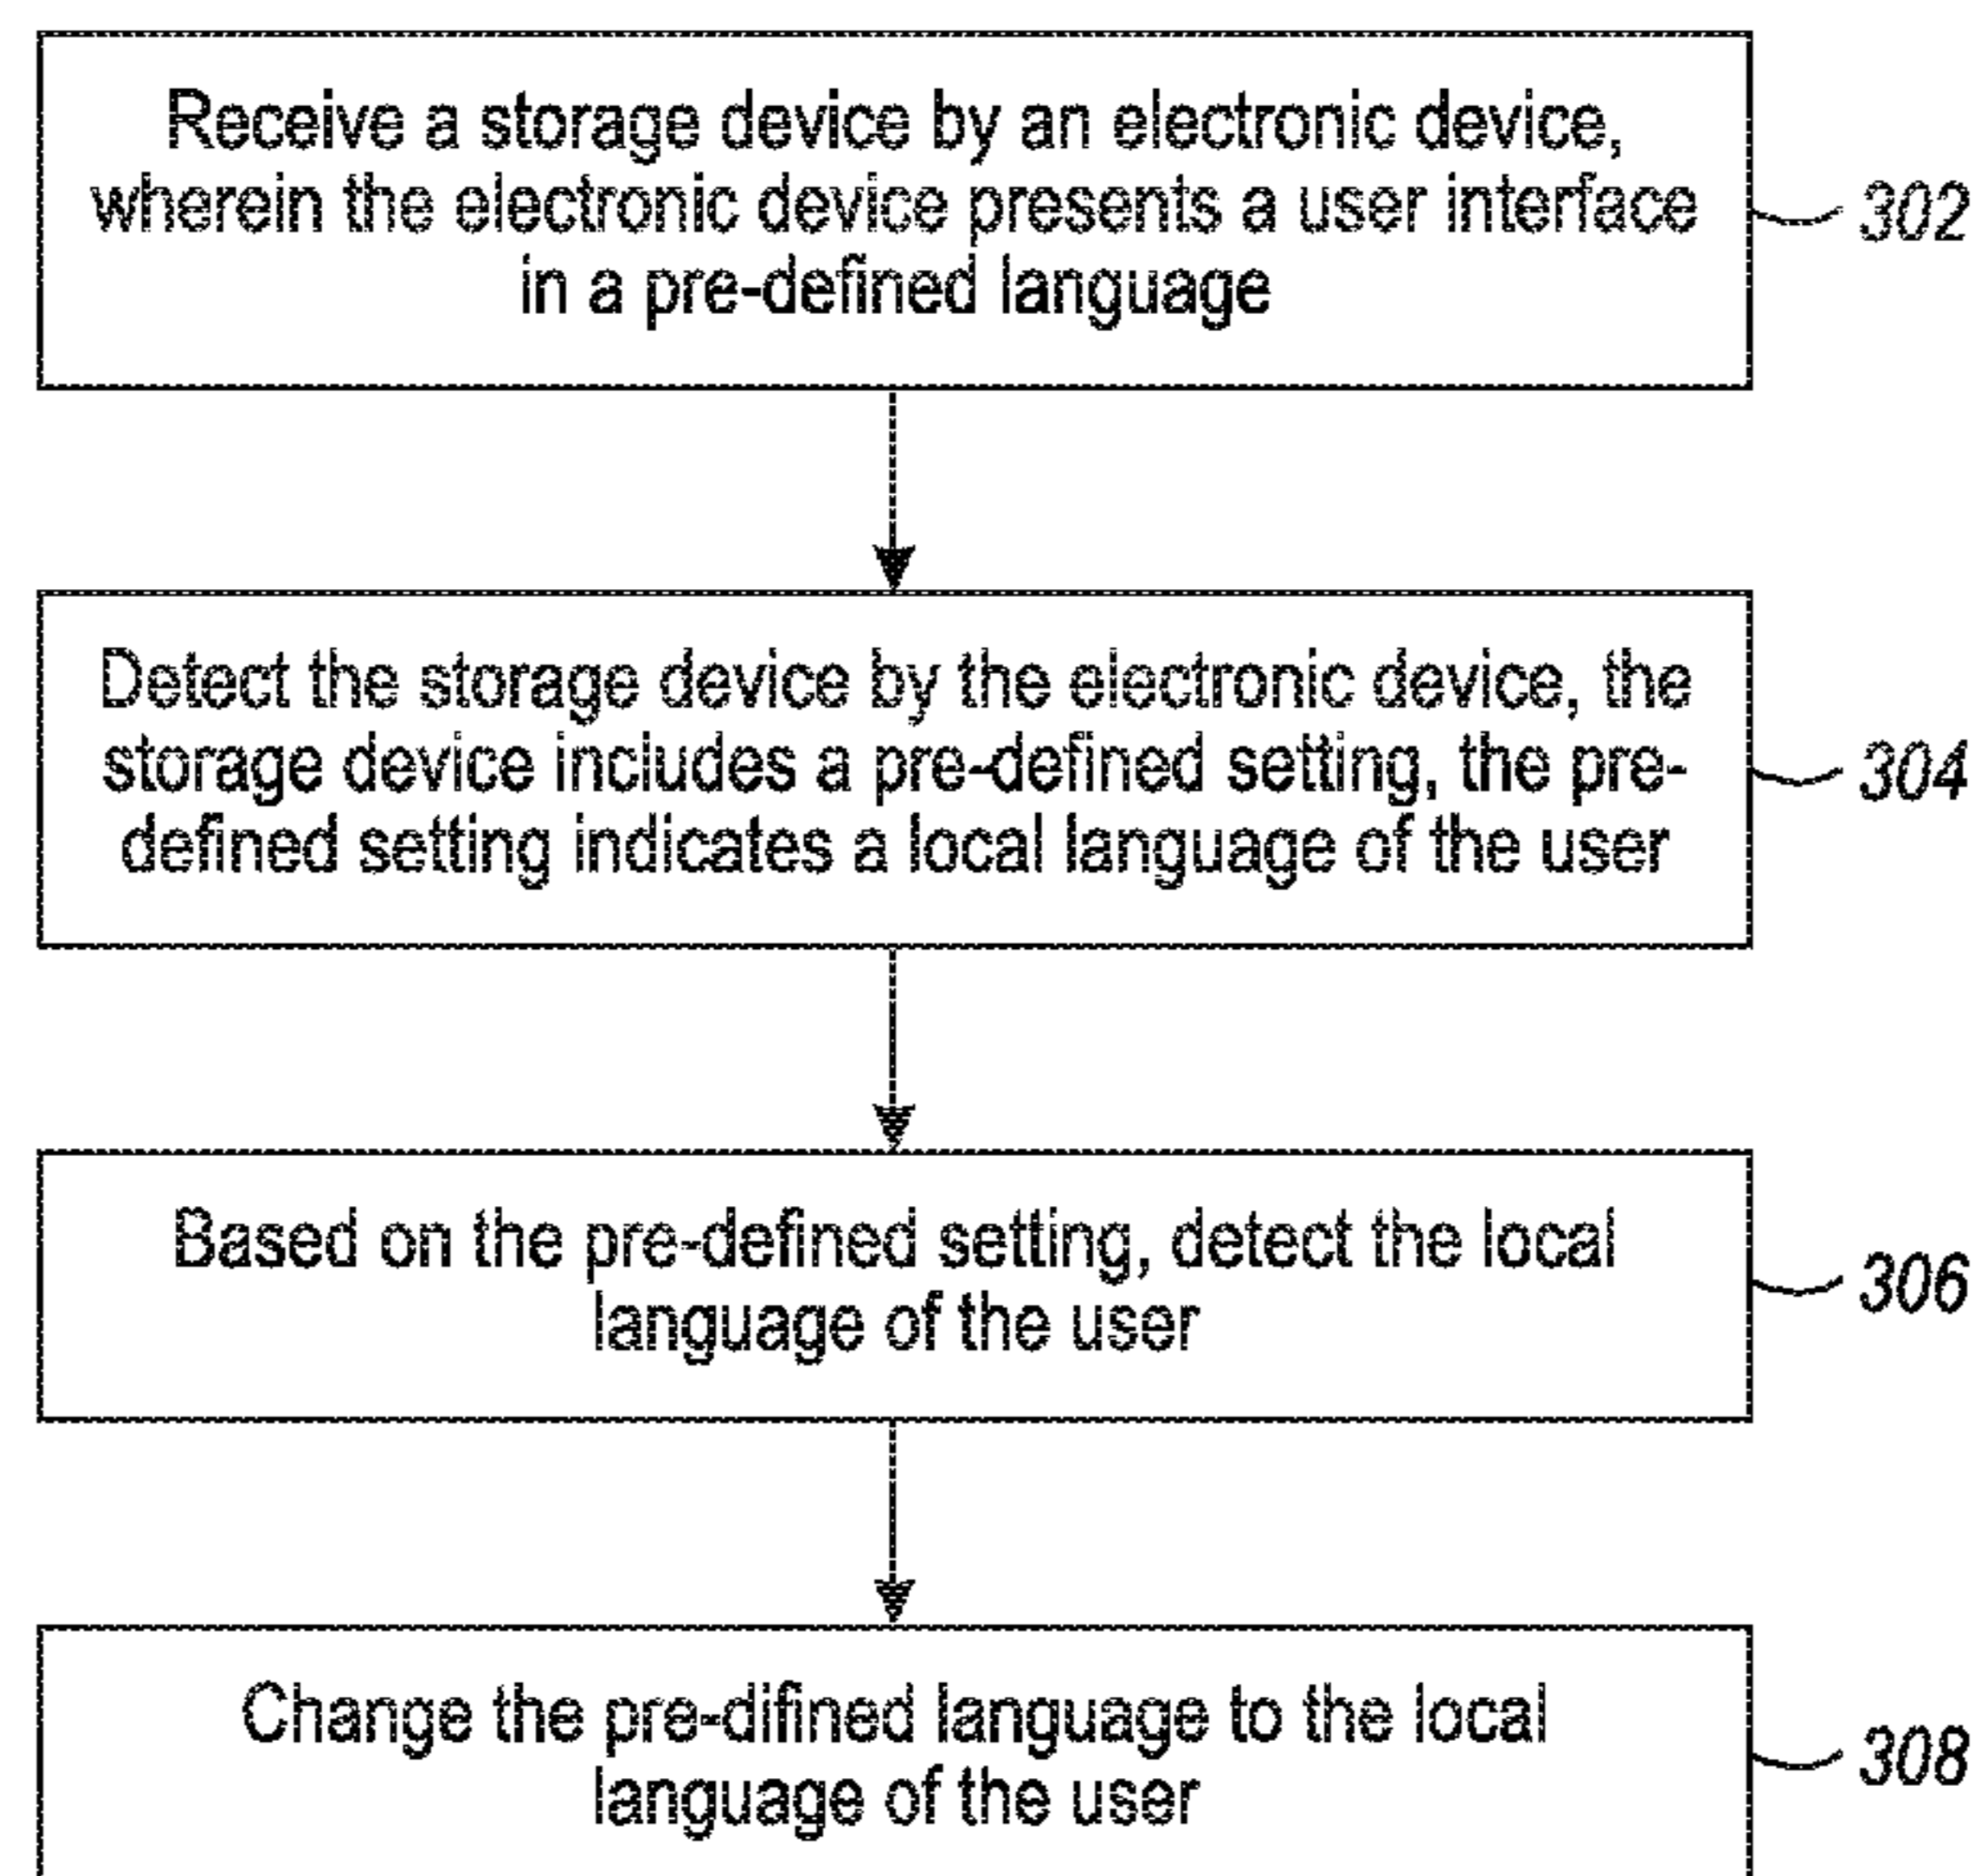 Receive a storage device by an electronic device,
wherein the electronic device presents a user interface
in a pre-defined language
302
Detect the storage device by the electronic device, the
storage device includes a pre-defined setting, the pre-
defined setting indicates a local language of the user
304
Based on the pre-defined setting, detect the local
language of the user
306
Change the pre-difined language to the local
language of the user
308